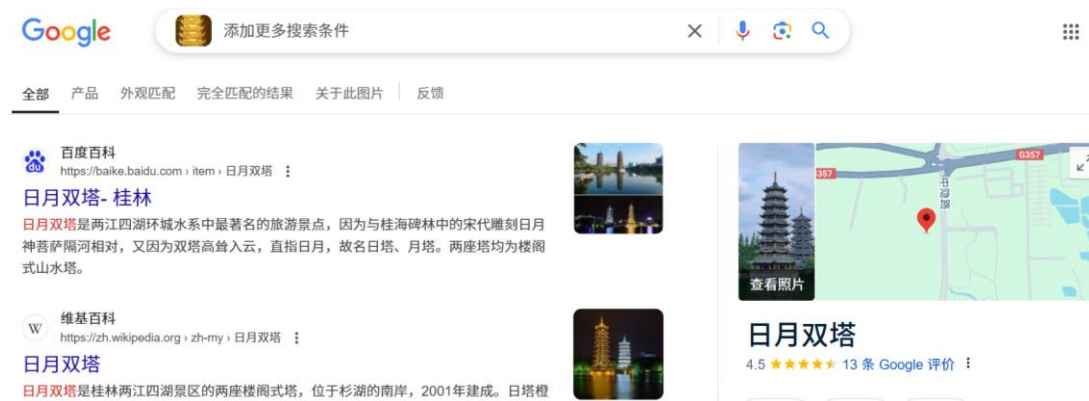 Google
添加更多搜索条件
全部 产品 外观匹配 完全匹配的结果 关于此图片 反馈
百度百科
https://baike.baidu.com › item › 日月双塔
日月双塔- 桂林
日月双塔是两江四湖环城水系中最著名的旅游景点，因为与桂海碑林中的宋代雕刻日月
神菩萨隔河相对，又因为双塔高耸入云，直指日月，故名日塔、月塔。两座塔均为楼阁
式山水塔。
W
维基百科
https://zh.wikipedia.org › zh-my › 日月双塔
日月双塔
日月双塔是桂林两江四湖景区的两座楼阁式塔，位于杉湖的南岸，2001年建成。日塔橙
查看照片
357
G357
中隐路
日月双塔
4.5 13 条 Google 评价